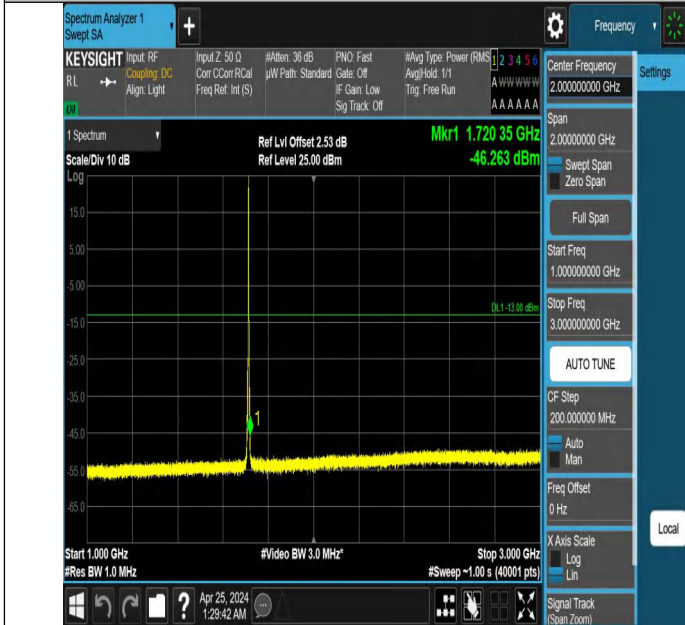 Spectrum Analyzer 1
Swept SA
+
Frequency
KEYSIGHT
RL
Input: RF
Coupling: DC
Align: Light
Input Z: 50 Ω
Corr CCorr RCal
Freq Ref: Int (S)
#Atten: 36 dB
µW Path: Standard
PNO: Fast
Gate: Off
IF Gain: Low
Sig Track: Off
#Avg Type: Power (RMS
Avg|Hold: 1/1
Trig: Free Run
1 2 3 4 5 6
A W W W W W
A A A A A A
1 Spectrum
Scale/Div 10 dB
Log
Ref Lvl Offset 2.53 dB
Ref Level 25.00 dBm
Mkr1 1.720 35 GHz
-46.263 dBm
15.0
5.00
-5.00
-15.0
-25.0
-35.0
-45.0
-55.0
-65.0
DL1 -13.00 dBm
1
Start 1.000 GHz
#Res BW 1.0 MHz
#Video BW 3.0 MHz*
Stop 3.000 GHz
#Sweep ~1.00 s (40001 pts)
?
Apr 25, 2024
1:29:42 AM
Center Frequency
2.000000000 GHz
Settings
Span
2.00000000 GHz
Swept Span
Zero Span
Full Span
Start Freq
1.000000000 GHz
Stop Freq
3.000000000 GHz
AUTO TUNE
CF Step
200.000000 MHz
Auto
Man
Freq Offset
0 Hz
Local
X Axis Scale
Log
Lin
Signal Track
(Span Zoom)